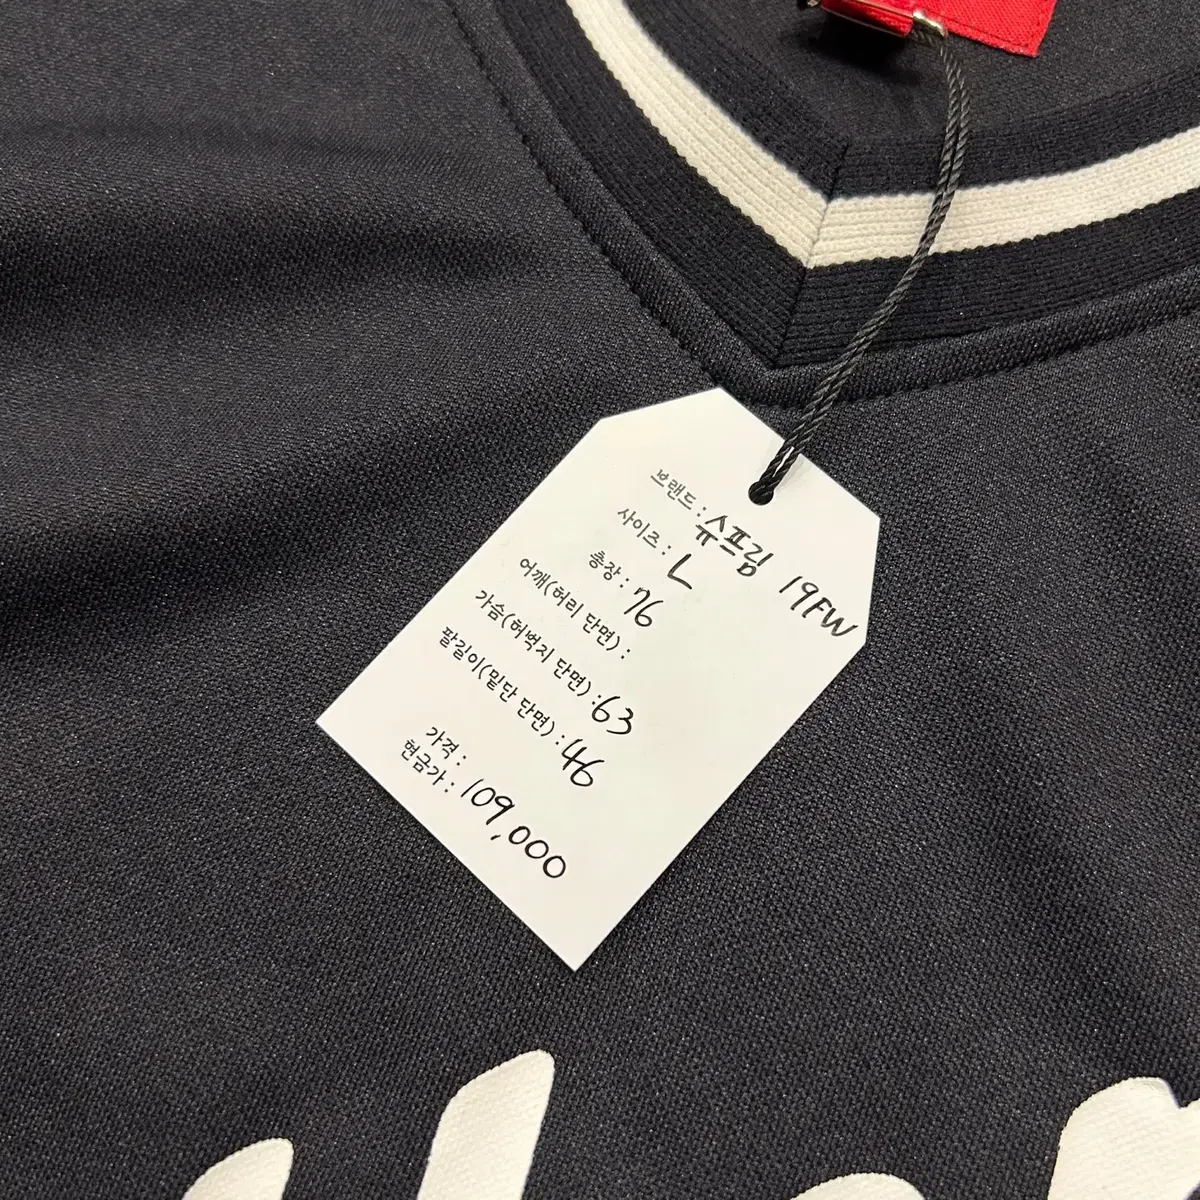 브랜드 : 슈프림 19FW
사이즈 : L
총장 : 76
어깨(허리 단면) :
가슴(허벅지 단면) : 63
팔길이(밑단 단면) : 46
가격 :
현금가 : 109,000